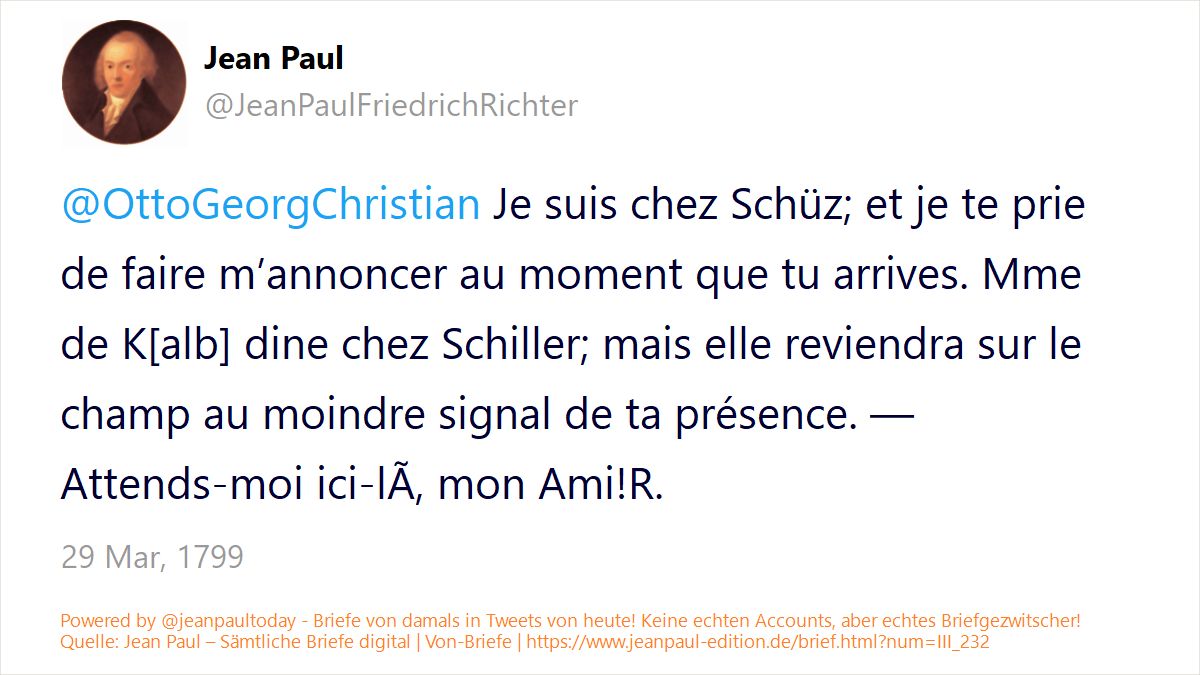 Jean Paul
@JeanPaulFriedrichRichter
@OttoGeorgChristian Je suis chez Schüz; et je te prie
de faire m’annoncer au moment que tu arrives. Mme
de K[alb] dine chez Schiller; mais elle reviendra sur le
champ au moindre signal de ta présence. —
Attends-moi ici-lÃ, mon Ami!R.
29 Mar, 1799
Powered by @jeanpaultoday - Briefe von damals in Tweets von heute! Keine echten Accounts, aber echtes Briefgezwitscher!
Quelle: Jean Paul – Sämtliche Briefe digital | Von-Briefe | https://www.jeanpaul-edition.de/brief.html?num=III_232